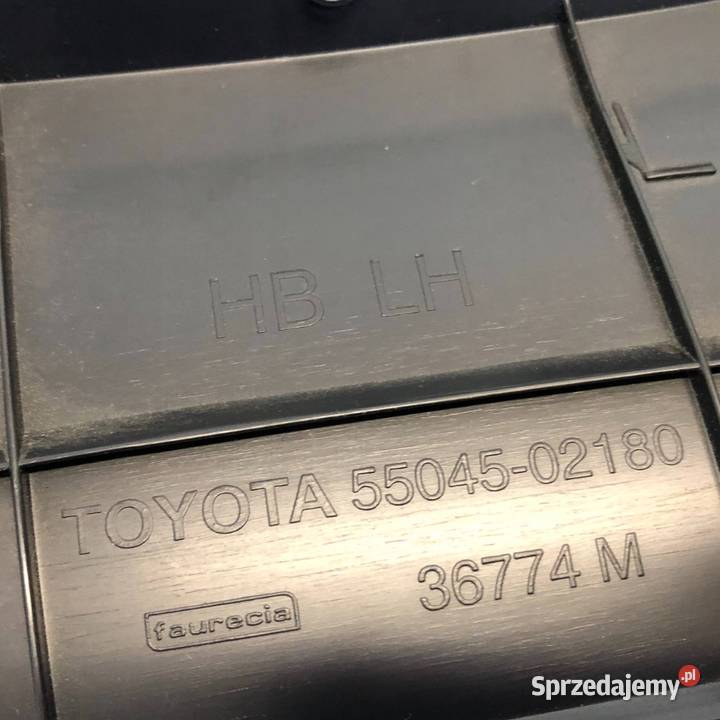 HB LH
TOYOTA 55045-02180
36774 M
faurecia
Sprzedajemy.pl